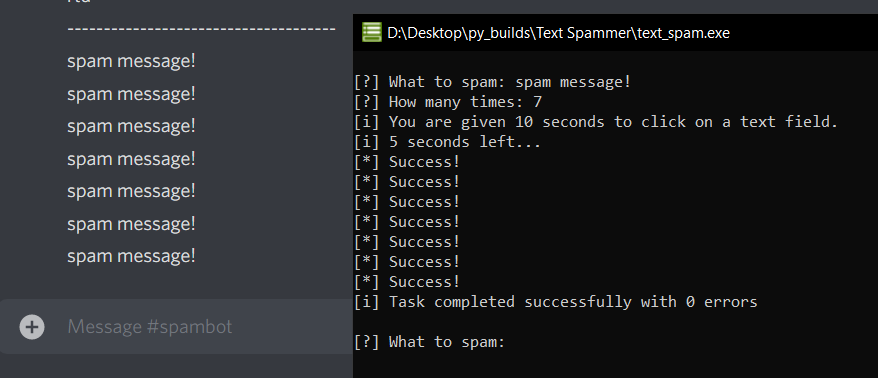 ------------------------------------
spam message!
spam message!
spam message!
spam message!
spam message!
spam message!
spam message!
Message #spambot
D:\Desktop\py_builds\Text Spammer\text_spam.exe
[?] What to spam: spam message!
[?] How many times: 7
[i] You are given 10 seconds to click on a text field.
[i] 5 seconds left...
[*] Success!
[*] Success!
[*] Success!
[*] Success!
[*] Success!
[*] Success!
[*] Success!
[i] Task completed successfully with 0 errors
[?] What to spam: